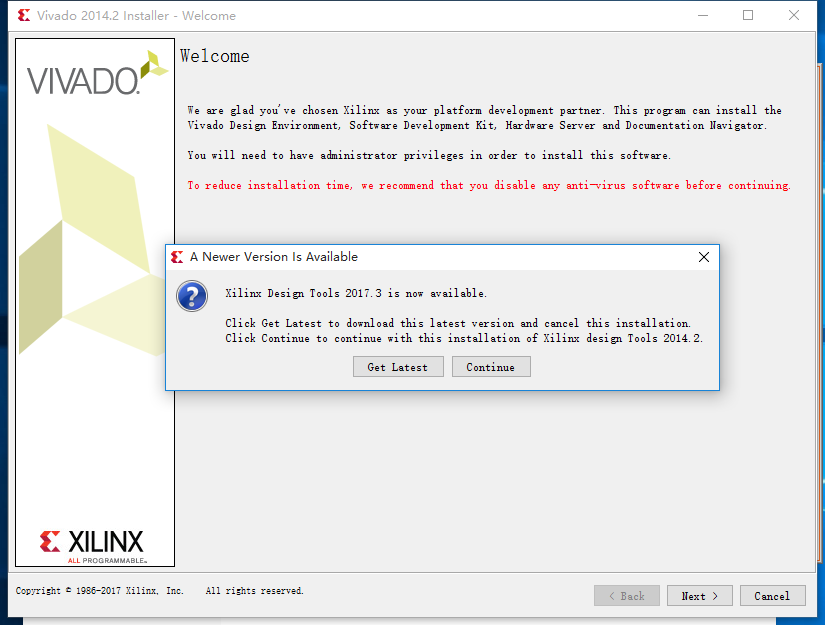 Vivado 2014.2 Installer - Welcome
VIVADO.
Welcome
We are glad you've chosen Xilinx as your platform development partner. This program can install the
Vivado Design Environment, Software Development Kit, Hardware Server and Documentation Navigator.
You will need to have administrator privileges in order to install this software.
To reduce installation time, we recommend that you disable any anti-virus software before continuing.
A Newer Version Is Available
Xilinx Design Tools 2017.3 is now available.
Click Get Latest to download this latest version and cancel this installation.
Click Continue to continue with this installation of Xilinx design Tools 2014.2.
Get Latest
Continue
XILINX
ALL PROGRAMMABLE™
Copyright © 1986-2017 Xilinx, Inc. All rights reserved.
< Back
Next >
Cancel